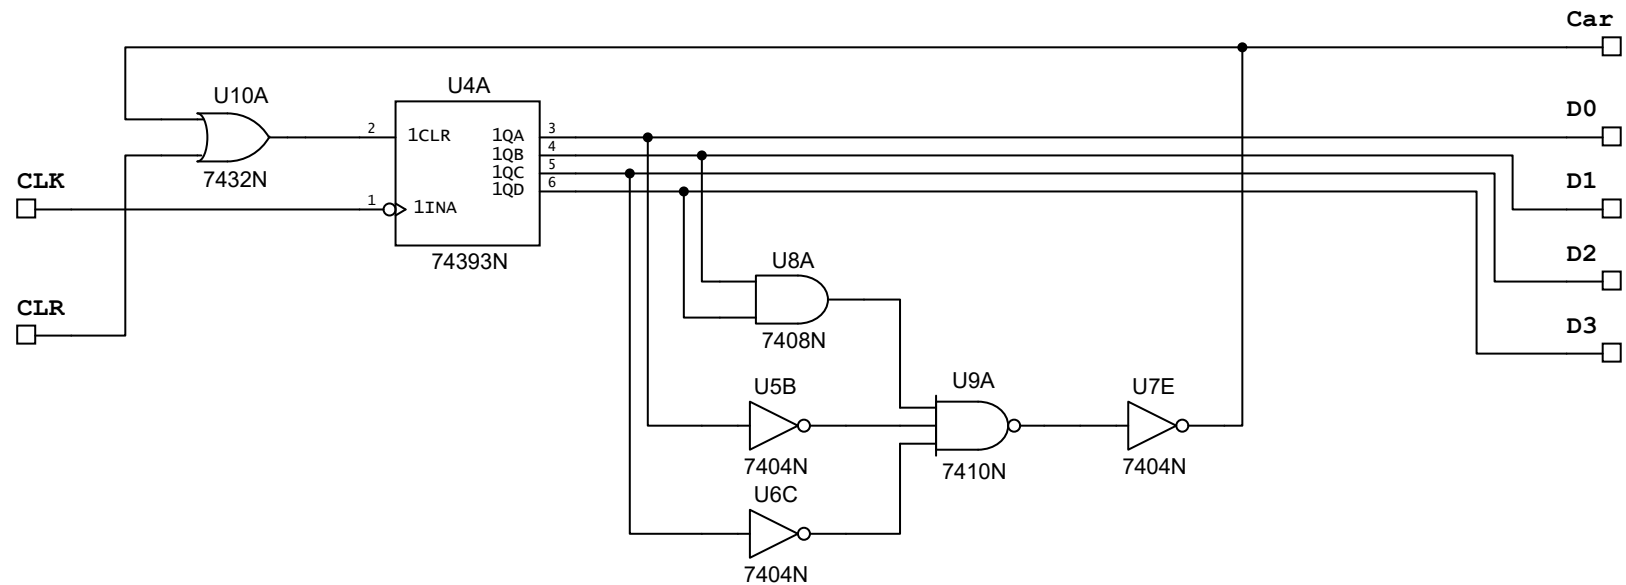 Car
U4A
U10A
D0
2
1CLR
1QA
3
1QB
4
1QC
5
1QD
6
CLK
7432N
D1
1
1INA
74393N
U8A
D2
CLR
7408N
D3
U5B
U9A
U7E
7404N
7410N
7404N
U6C
7404N